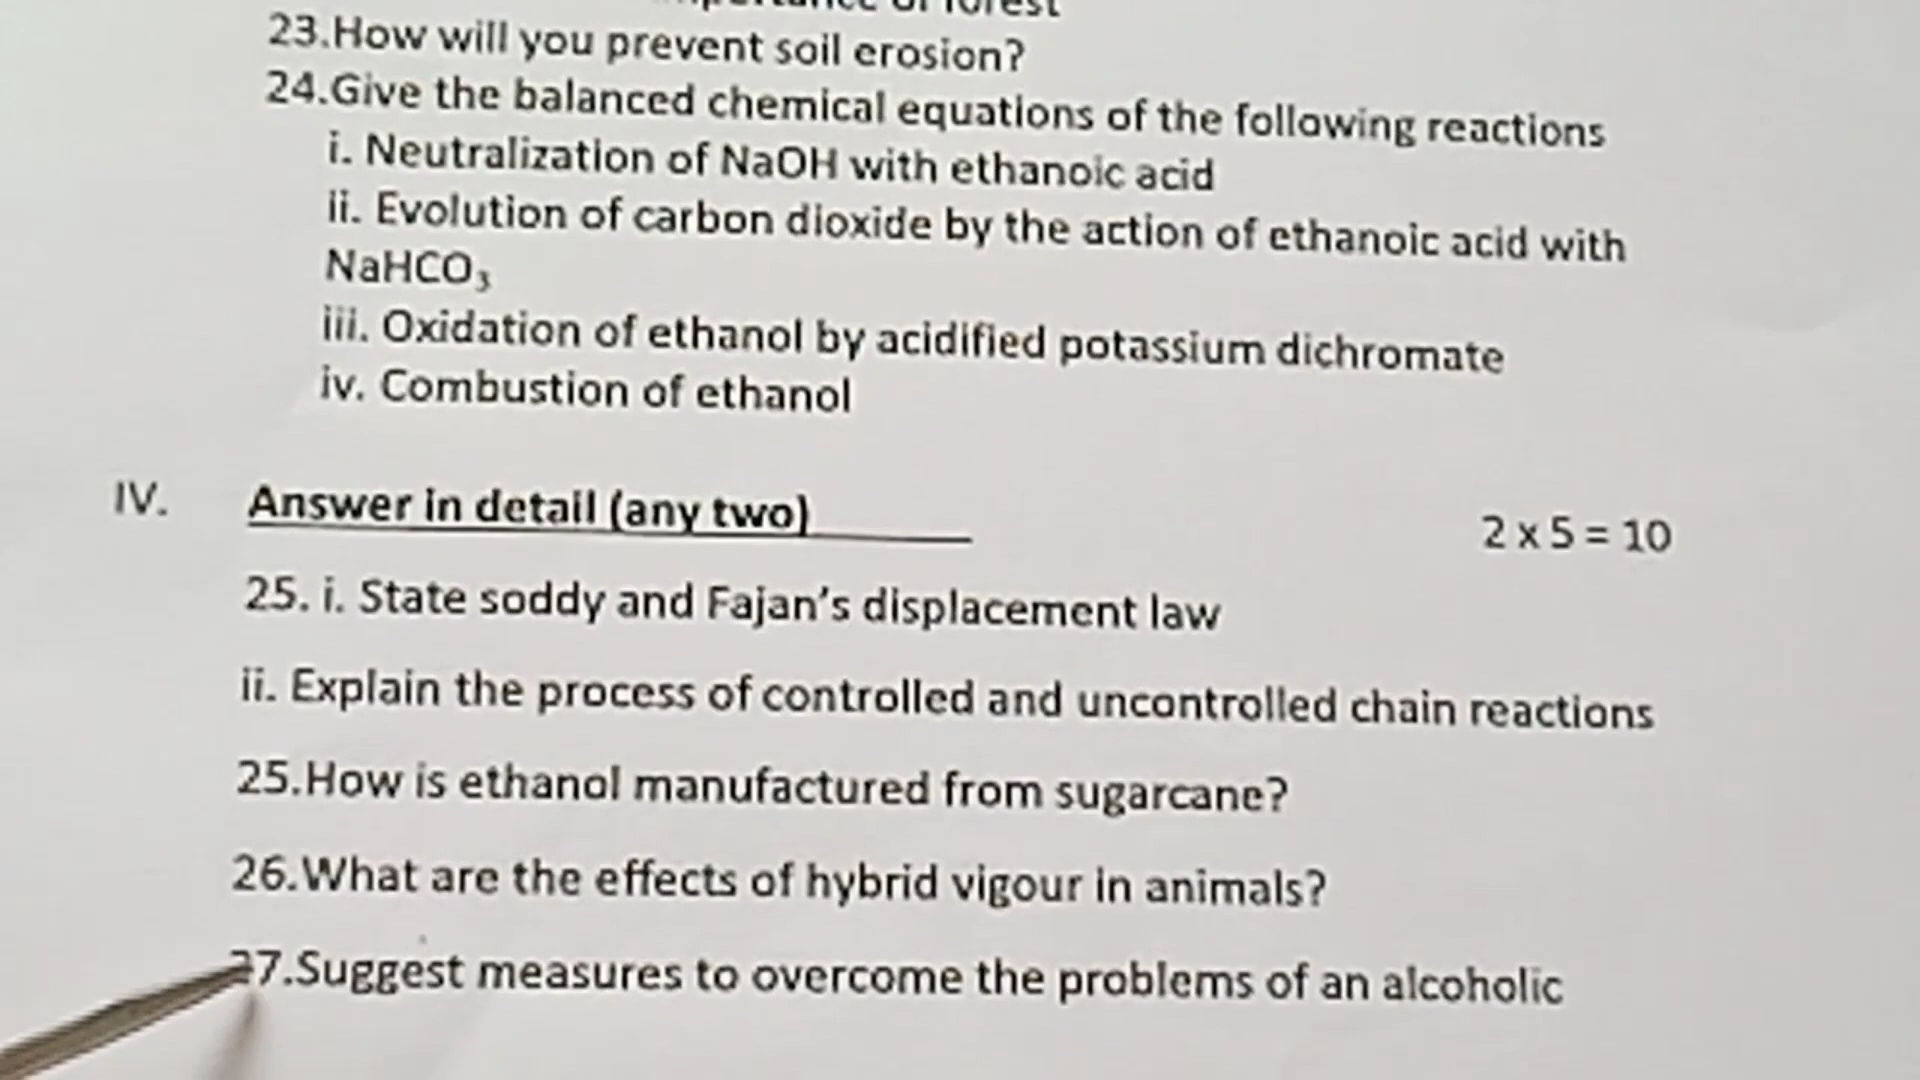 of forest
23.How will you prevent soil erosion?
24.Give the balanced chemical equations of the following reactions
i. Neutralization of NaOH with ethanoic acid
ii. Evolution of carbon dioxide by the action of ethanoic acid with
NaHCO₃
iii. Oxidation of ethanol by acidified potassium dichromate
iv. Combustion of ethanol
IV. Answer in detail (any two) 2 x 5 = 10
25. i. State soddy and Fajan’s displacement law
ii. Explain the process of controlled and uncontrolled chain reactions
25.How is ethanol manufactured from sugarcane?
26.What are the effects of hybrid vigour in animals?
27.Suggest measures to overcome the problems of an alcoholic